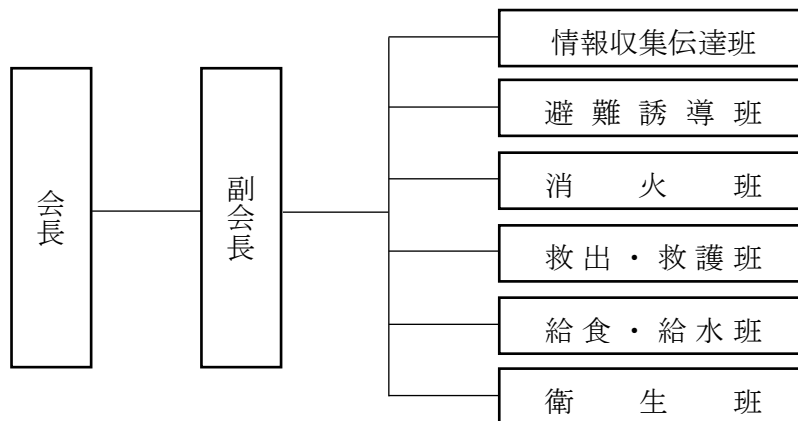 会長
副会長
情報収集伝達班
避難誘導班
消火班
救出・救護班
給食・給水班
衛生班